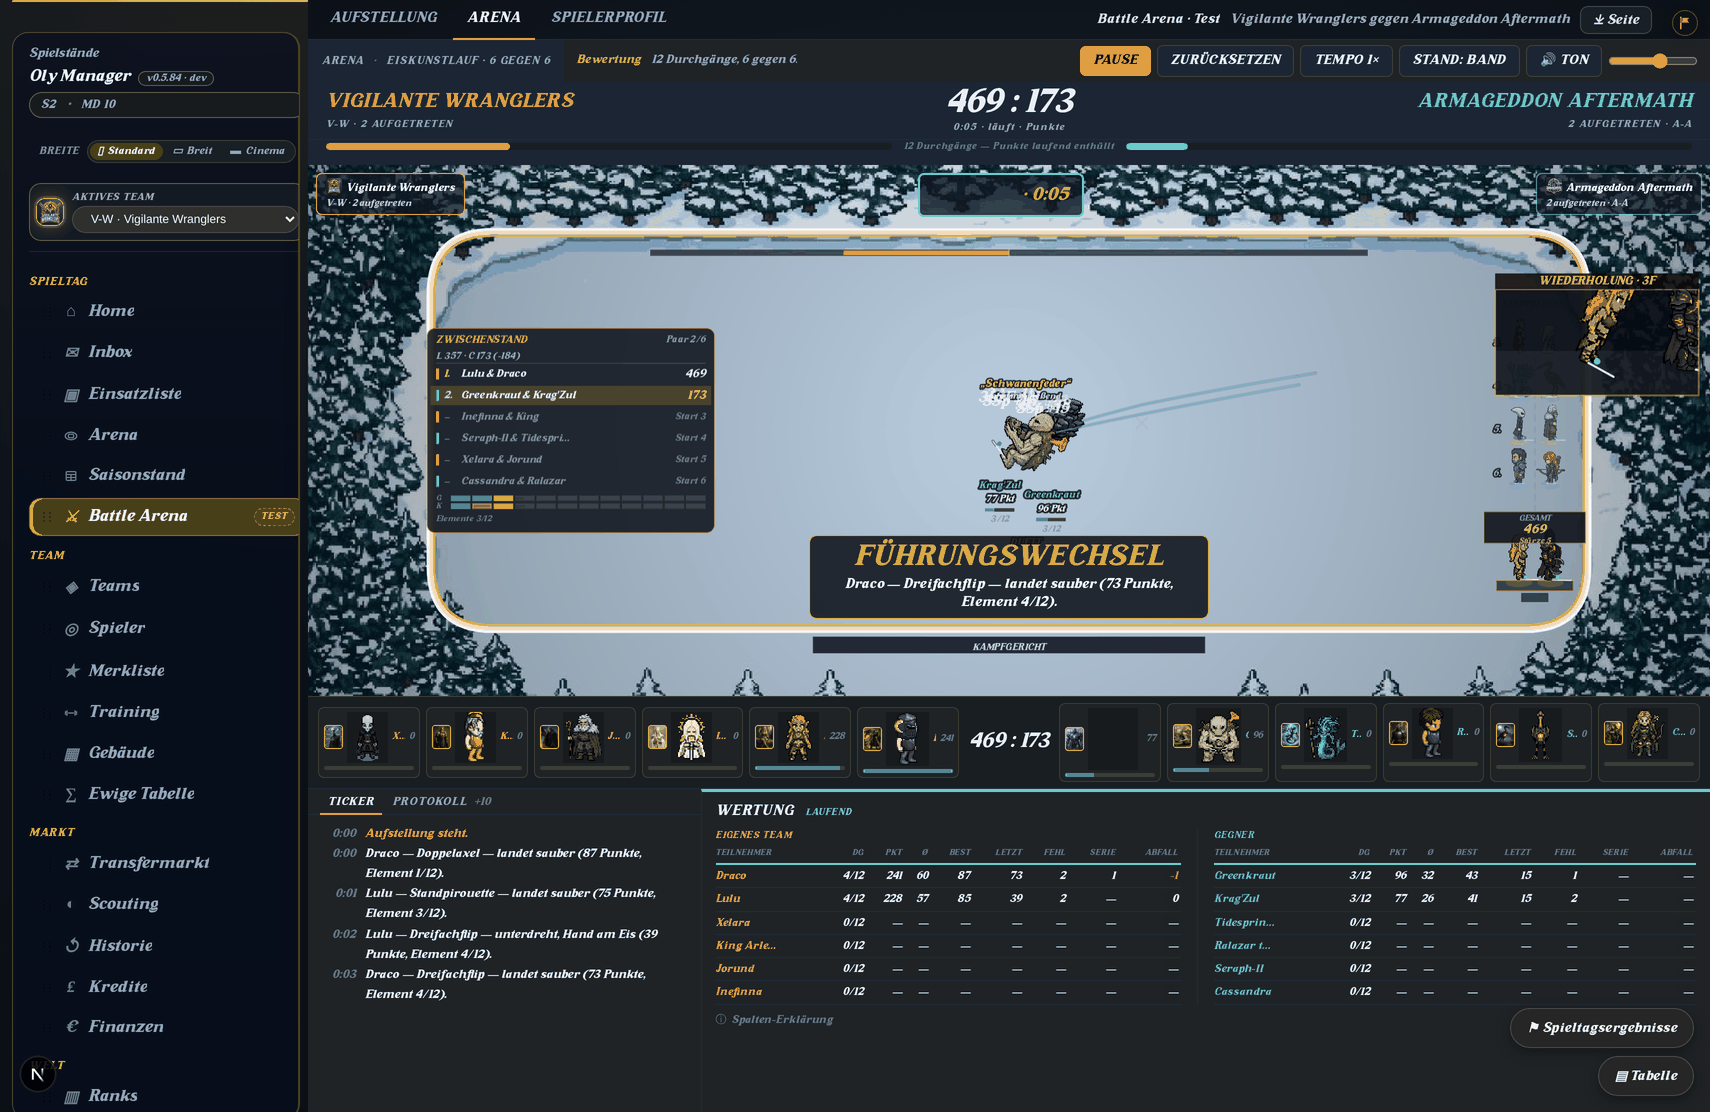 Spielstände
Oly Manager v0.5.84 · dev
S2 · MD 10
BREITE Standard Breit Cinema
AKTIVES TEAM
V-W · Vigilante Wranglers
SPIELTAG
Home
Inbox
Einsatzliste
Arena
Saisonstand
Battle Arena TEST
TEAM
Teams
Spieler
Merkliste
Training
Gebäude
Ewige Tabelle
MARKT
Transfermarkt
Scouting
Historie
Kredite
Finanzen
Ranks
AUFSTELLUNG ARENA SPIELERPROFIL
Battle Arena · Test Vigilante Wranglers gegen Armageddon Aftermath Seite
ARENA · EISKUNSTLAUF · 6 GEGEN 6 Bewertung 12 Durchgänge, 6 gegen 6.
PAUSE ZURÜCKSETZEN TEMPO 1× STAND: BAND TON
VIGILANTE WRANGLERS 469 : 173 ARMAGEDDON AFTERMATH
V-W · 2 AUFGETRETEN 0:05 · läuft · Punkte 2 AUFGETRETEN · A-A
12 Durchgänge — Punkte laufend enthüllt
Vigilante Wranglers
V-W · 2 aufgetreten
· 0:05
Armageddon Aftermath
2 aufgetreten · A-A
WIEDERHOLUNG · 3F
ZWISCHENSTAND Paar 2/6
L 357 · C 173 (-184)
1. Lulu & Draco 469
2. Greenkraut & Krag'Zul 173
– Inefinna & King Start 3
– Seraph-II & Tidespri... Start 4
– Xelara & Jorund Start 5
– Cassandra & Ralazar Start 6
G
K
Elemente 3/12
„Schwanenfeder“
Krag'Zul
77 Pkt
3/12
Greenkraut
96 Pkt
3/12
6.
GESAMT
469
Stürze 5
FÜHRUNGSWECHSEL
Draco — Dreifachflip — landet sauber (73 Punkte,
Element 4/12).
KAMPFGERICHT
X... 0 K... 0 J... 0 L... 0 228 241 469 : 173 77 96 T... 0 R... 0 S... 0 C... 0
TICKER PROTOKOLL +10
0:00 Aufstellung steht.
0:00 Draco — Doppelaxel — landet sauber (87 Punkte,
Element 1/12).
0:01 Lulu — Standpirouette — landet sauber (75 Punkte,
Element 3/12).
0:02 Lulu — Dreifachflip — unterdreht, Hand am Eis (39
Punkte, Element 4/12).
0:03 Draco — Dreifachflip — landet sauber (73 Punkte,
Element 4/12).
WERTUNG LAUFEND
EIGENES TEAM
TEILNEHMER DG PKT Ø BEST LETZT FEHL SERIE ABFALL
Draco 4/12 241 60 87 73 2 1 -1
Lulu 4/12 228 57 85 39 2 — 0
Xelara 0/12 — — — — — — —
King Arle... 0/12 — — — — — — —
Jorund 0/12 — — — — — — —
Inefinna 0/12 — — — — — — —
Spalten-Erklärung
GEGNER
TEILNEHMER DG PKT Ø BEST LETZT FEHL SERIE ABFALL
Greenkraut 3/12 96 32 43 15 1 — —
Krag'Zul 3/12 77 26 41 15 2 — —
Tidesprin... 0/12 — — — — — — —
Ralazar t... 0/12 — — — — — — —
Seraph-II 0/12 — — — — — — —
Cassandra 0/12 — — — — — — —
Spieltagsergebnisse
Tabelle